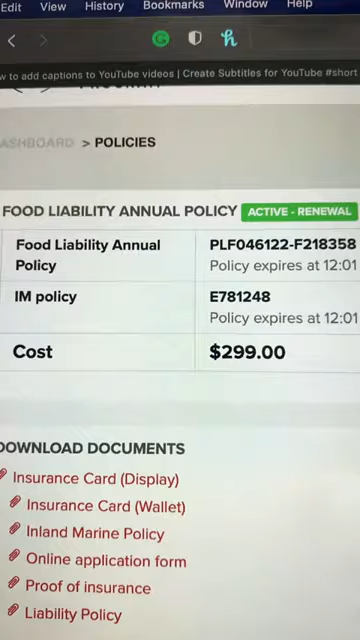 Edit View History Bookmarks Window Help
w to add captions to YouTube videos | Create Subtitles for YouTube #short
ASHBOARD > POLICIES
FOOD LIABILITY ANNUAL POLICY ACTIVE - RENEWAL
Food Liability Annual Policy
PLF046122-F218358
Policy expires at 12:01
IM policy
E781248
Policy expires at 12:01
Cost
$299.00
DOWNLOAD DOCUMENTS
Insurance Card (Display)
Insurance Card (Wallet)
Inland Marine Policy
Online application form
Proof of insurance
Liability Policy